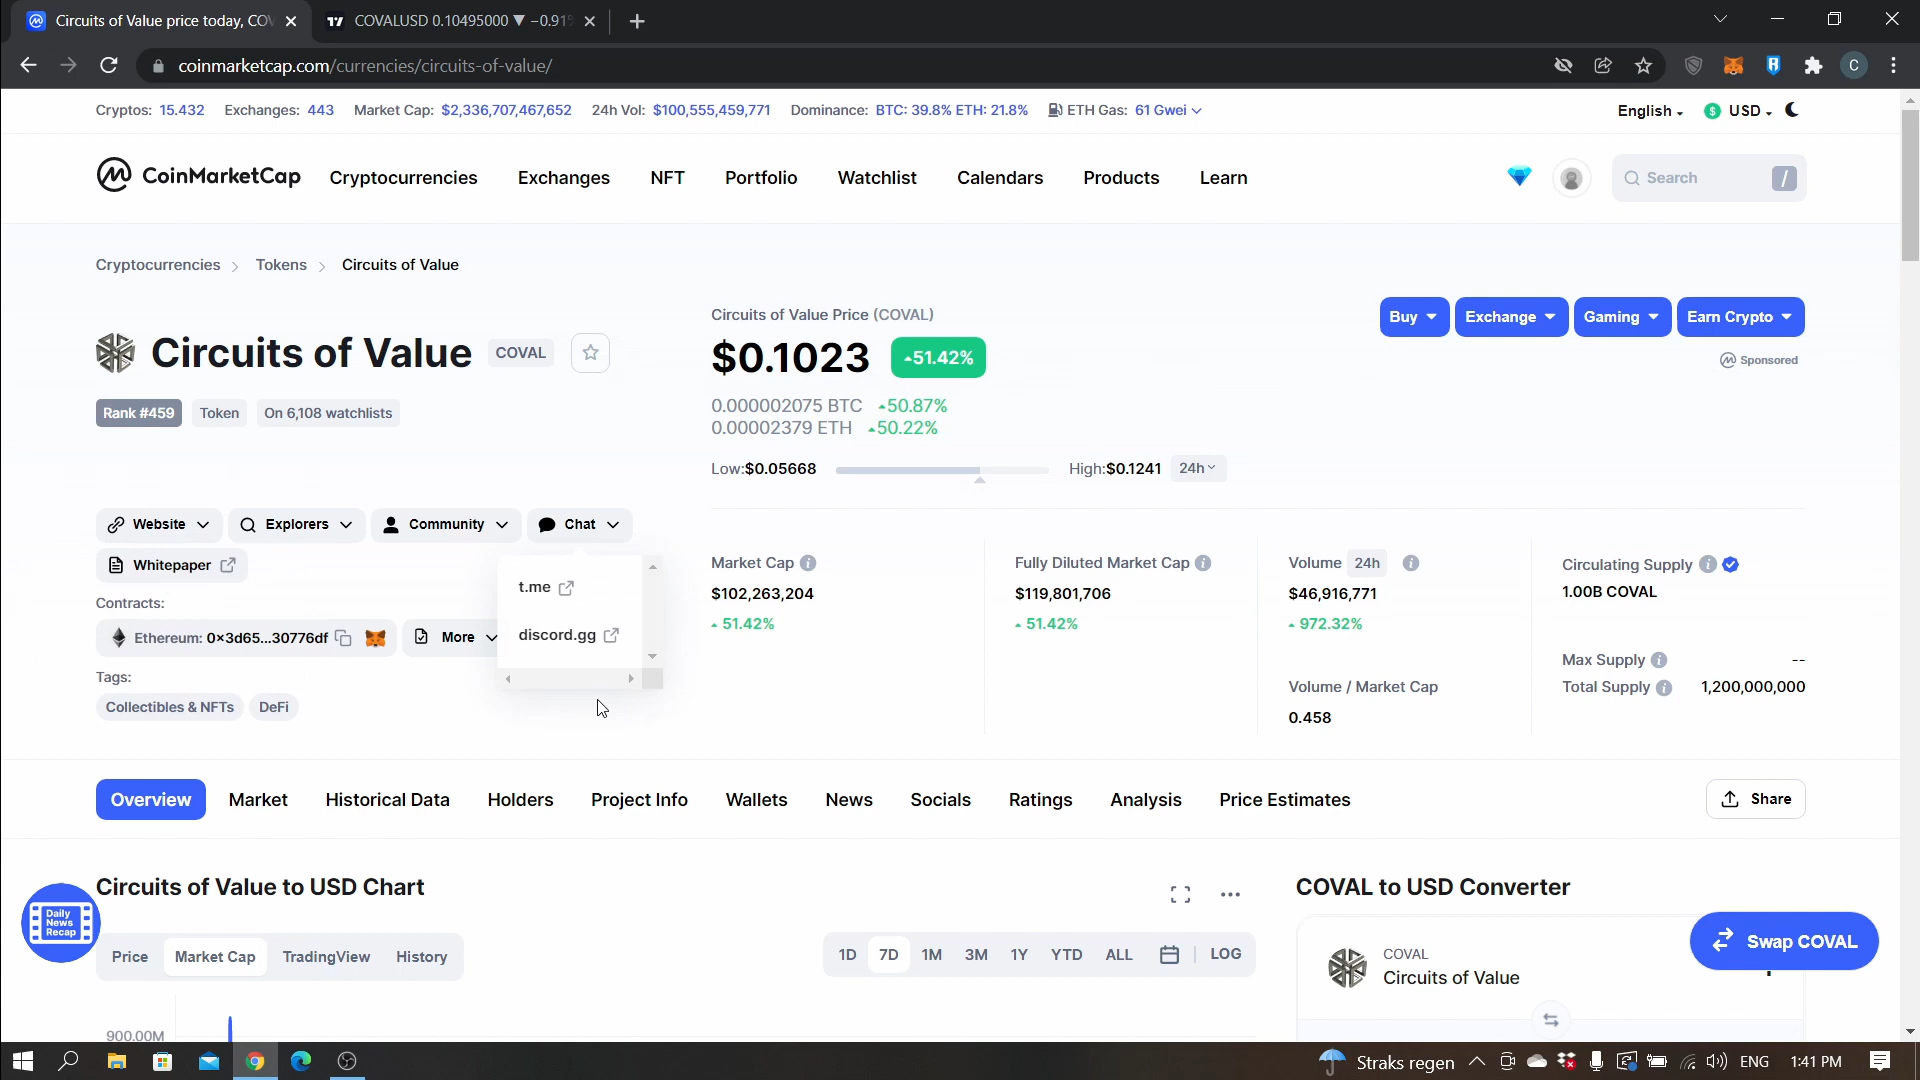 Circuits of Value price today, COV
COVALUSD 0.10495000 ▼ −0.91%
coinmarketcap.com/currencies/circuits-of-value/
C
Cryptos: 15.432 Exchanges: 443 Market Cap: $2,336,707,467,652 24h Vol: $100,555,459,771 Dominance: BTC: 39.8% ETH: 21.8% ETH Gas: 61 Gwei
English USD
CoinMarketCap Cryptocurrencies Exchanges NFT Portfolio Watchlist Calendars Products Learn
Search /
Cryptocurrencies > Tokens > Circuits of Value
Circuits of Value COVAL
Rank #459 Token On 6,108 watchlists
Circuits of Value Price (COVAL)
$0.1023 51.42%
0.000002075 BTC 50.87%
0.00002379 ETH 50.22%
Low:$0.05668 High:$0.1241 24h
Buy Exchange Gaming Earn Crypto
Sponsored
Website Explorers Community Chat
Whitepaper
t.me
discord.gg
Contracts:
Ethereum: 0×3d65...30776df More
Tags:
Collectibles & NFTs DeFi
Market Cap
$102,263,204
51.42%
Fully Diluted Market Cap
$119,801,706
51.42%
Volume 24h
$46,916,771
972.32%
Volume / Market Cap
0.458
Circulating Supply
1.00B COVAL
Max Supply --
Total Supply 1,200,000,000
Overview Market Historical Data Holders Project Info Wallets News Socials Ratings Analysis Price Estimates Share
Circuits of Value to USD Chart
Daily
News
Recap
Price Market Cap TradingView History
1D 7D 1M 3M 1Y YTD ALL LOG
900.00M
COVAL to USD Converter
COVAL
Circuits of Value
Swap COVAL
Straks regen ENG 1:41 PM